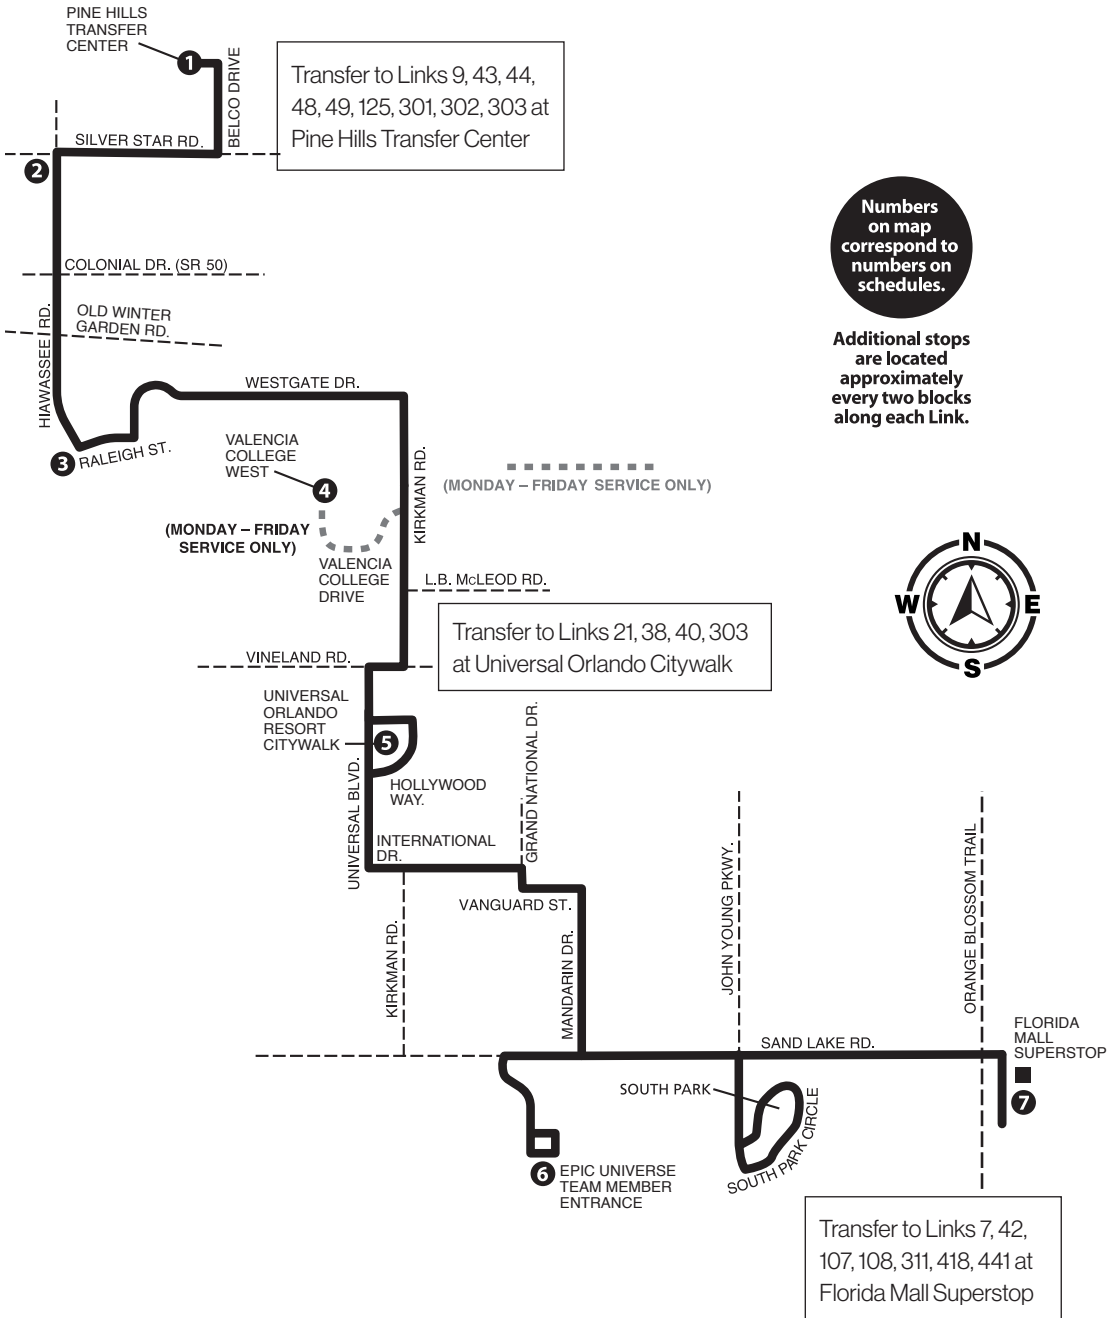 PINE HILLS
TRANSFER
CENTER
1
BELCO DRIVE
Transfer to Links 9, 43, 44,
48, 49, 125, 301, 302, 303 at
Pine Hills Transfer Center
SILVER STAR RD.
2
Numbers
on map
correspond to
numbers on
schedules.
COLONIAL DR. (SR 50)
OLD WINTER
GARDEN RD.
HIAWASSEE RD.
Additional stops
are located
approximately
every two blocks
along each Link.
WESTGATE DR.
3
RALEIGH ST.
VALENCIA
COLLEGE
WEST
4
KIRKMAN RD.
(MONDAY – FRIDAY SERVICE ONLY)
(MONDAY – FRIDAY
SERVICE ONLY)
VALENCIA
COLLEGE
DRIVE
L.B. McLEOD RD.
N
W
E
S
Transfer to Links 21, 38, 40, 303
at Universal Orlando Citywalk
VINELAND RD.
UNIVERSAL
ORLANDO
RESORT
CITYWALK
5
HOLLYWOOD
WAY.
UNIVERSAL BLVD.
GRAND NATIONAL DR.
INTERNATIONAL
DR.
VANGUARD ST.
KIRKMAN RD.
MANDARIN DR.
JOHN YOUNG PKWY.
ORANGE BLOSSOM TRAIL
SAND LAKE RD.
FLORIDA
MALL
SUPERSTOP
7
SOUTH PARK
SOUTH PARK CIRCLE
6
EPIC UNIVERSE
TEAM MEMBER
ENTRANCE
Transfer to Links 7, 42,
107, 108, 311, 418, 441 at
Florida Mall Superstop